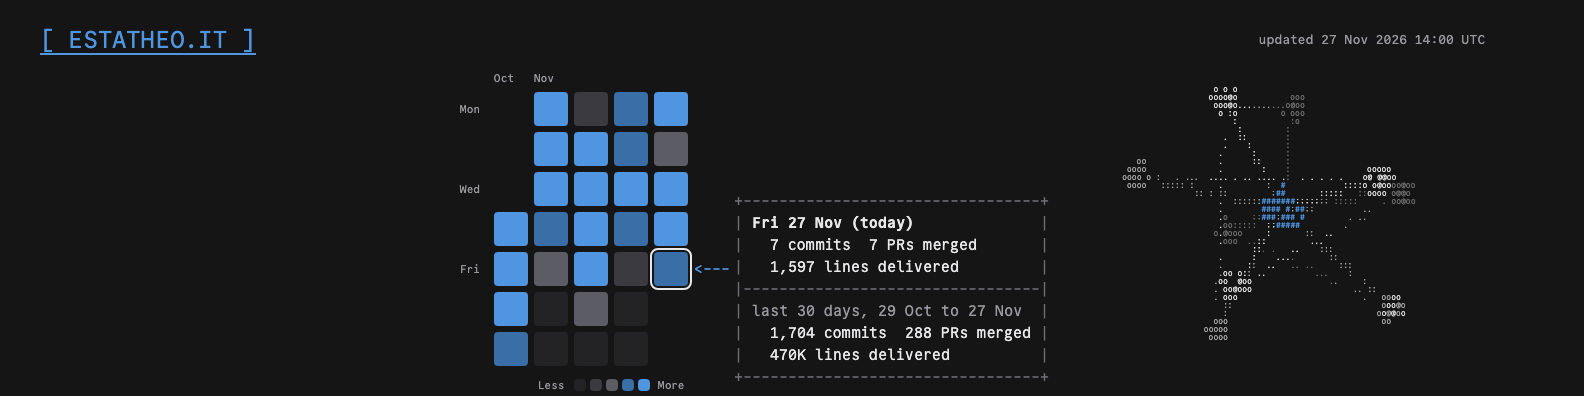 [ ESTATHEO.IT ]
updated 27 Nov 2026 14:00 UTC
Oct Nov
Mon
Wed
Fri
Fri 27 Nov (today)
7 commits 7 PRs merged
1,597 lines delivered
last 30 days, 29 Oct to 27 Nov
1,704 commits 288 PRs merged
470K lines delivered
Less More